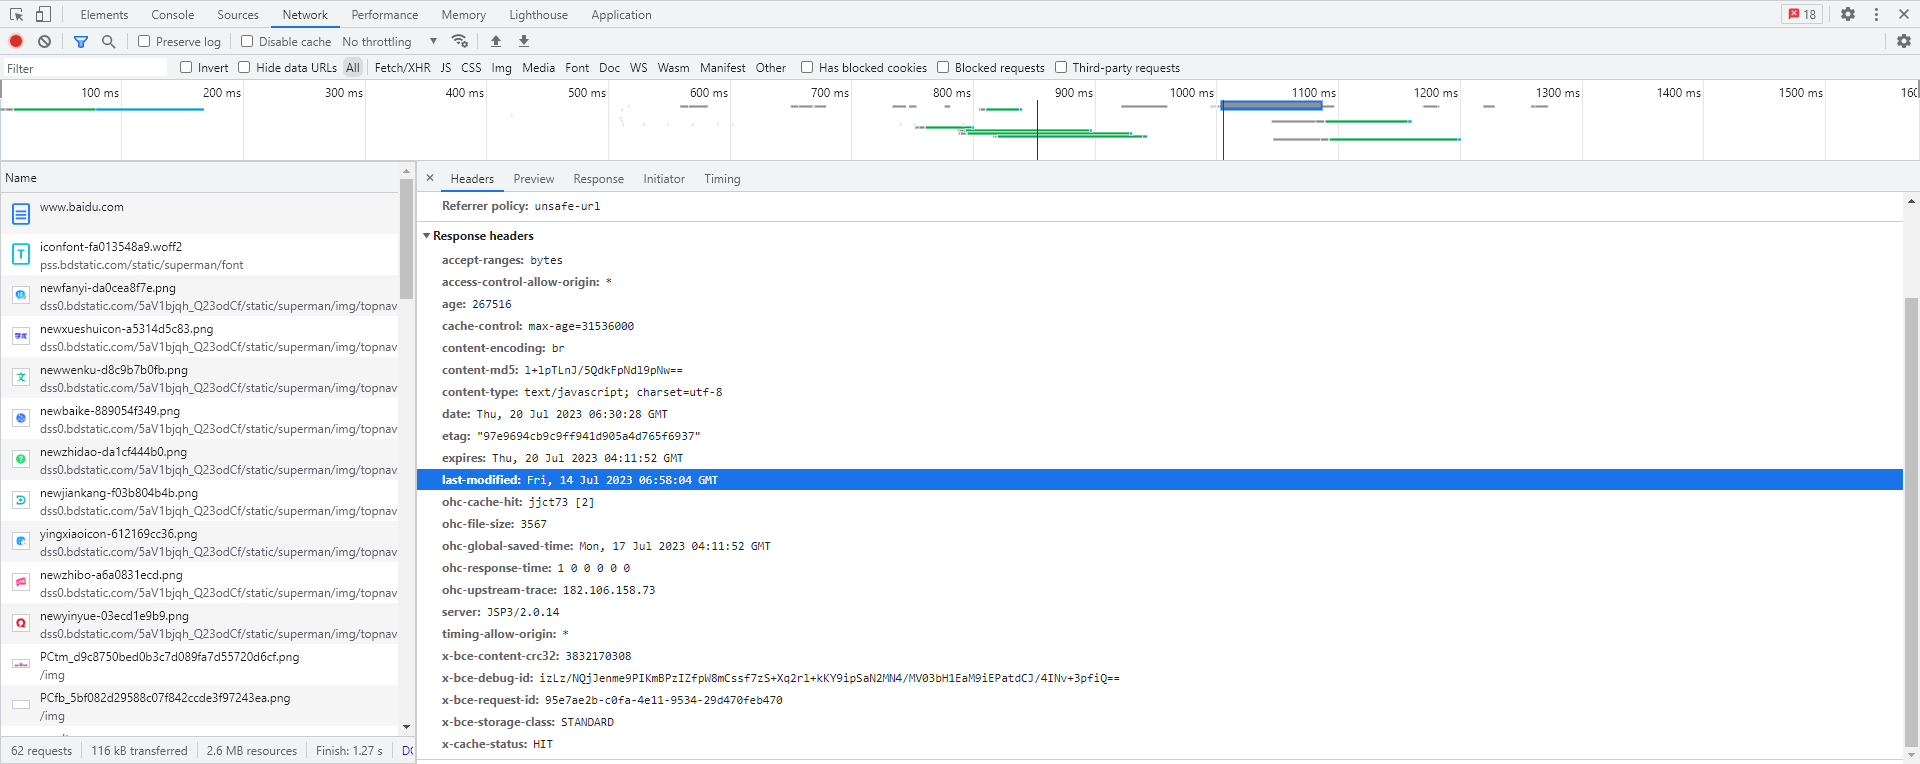 Elements Console Sources Network Performance Memory Lighthouse Application 18
Preserve log Disable cache No throttling
Filter Invert Hide data URLs All Fetch/XHR JS CSS Img Media Font Doc WS Wasm Manifest Other Has blocked cookies Blocked requests Third-party requests
100 ms 200 ms 300 ms 400 ms 500 ms 600 ms 700 ms 800 ms 900 ms 1000 ms 1100 ms 1200 ms 1300 ms 1400 ms 1500 ms 160
Name
www.baidu.com
iconfont-fa013548a9.woff2
pss.bdstatic.com/static/superman/font
newfanyi-da0cea8f7e.png
dss0.bdstatic.com/5aV1bjqh_Q23odCf/static/superman/img/topnav
newxueshuicon-a5314d5c83.png
dss0.bdstatic.com/5aV1bjqh_Q23odCf/static/superman/img/topnav
newwenku-d8c9b7b0fb.png
dss0.bdstatic.com/5aV1bjqh_Q23odCf/static/superman/img/topnav
newbaike-889054f349.png
dss0.bdstatic.com/5aV1bjqh_Q23odCf/static/superman/img/topnav
newzhidao-da1cf444b0.png
dss0.bdstatic.com/5aV1bjqh_Q23odCf/static/superman/img/topnav
newjiankang-f03b804b4b.png
dss0.bdstatic.com/5aV1bjqh_Q23odCf/static/superman/img/topnav
yingxiaoicon-612169cc36.png
dss0.bdstatic.com/5aV1bjqh_Q23odCf/static/superman/img/topnav
newzhibo-a6a0831ecd.png
dss0.bdstatic.com/5aV1bjqh_Q23odCf/static/superman/img/topnav
newyinyue-03ecd1e9b9.png
dss0.bdstatic.com/5aV1bjqh_Q23odCf/static/superman/img/topnav
PCtm_d9c8750bed0b3c7d089fa7d55720d6cf.png
/img
PCfb_5bf082d29588c07f842ccde3f97243ea.png
/img
62 requests 116 kB transferred 2.6 MB resources Finish: 1.27 s
Headers Preview Response Initiator Timing
Referrer policy: unsafe-url
Response headers
accept-ranges: bytes
access-control-allow-origin: *
age: 267516
cache-control: max-age=31536000
content-encoding: br
content-md5: l+lpTLnJ/5QdkFpNdl9pNw==
content-type: text/javascript; charset=utf-8
date: Thu, 20 Jul 2023 06:30:28 GMT
etag: "97e9694cb9c9ff941d905a4d765f6937"
expires: Thu, 20 Jul 2023 04:11:52 GMT
last-modified: Fri, 14 Jul 2023 06:58:04 GMT
ohc-cache-hit: jjct73 [2]
ohc-file-size: 3567
ohc-global-saved-time: Mon, 17 Jul 2023 04:11:52 GMT
ohc-response-time: 1 0 0 0 0 0
ohc-upstream-trace: 182.106.158.73
server: JSP3/2.0.14
timing-allow-origin: *
x-bce-content-crc32: 3832170308
x-bce-debug-id: izLz/NQjJenme9PIKmBPzIZfpW8mCssf7zS+Xq2rl+kKY9ipSaN2MN4/MV03bH1EaM9iEPatdCJ/4INv+3pfiQ==
x-bce-request-id: 95e7ae2b-c0fa-4e11-9534-29d470feb470
x-bce-storage-class: STANDARD
x-cache-status: HIT